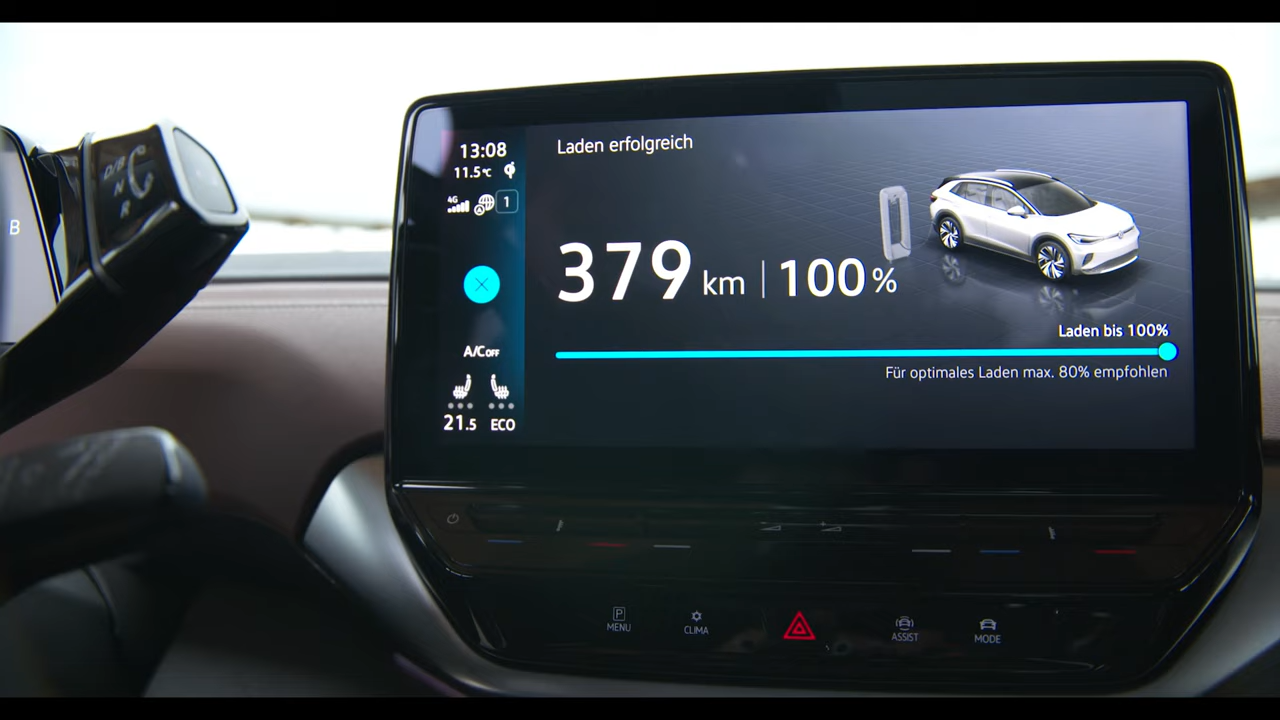 B
D/B
N
R
13:08
11.5°C
4G
1
A/C OFF
21.5 ECO
Laden erfolgreich
379 km | 100 %
Laden bis 100%
Für optimales Laden max. 80% empfohlen
P
MENU
CLIMA
ASSIST
MODE